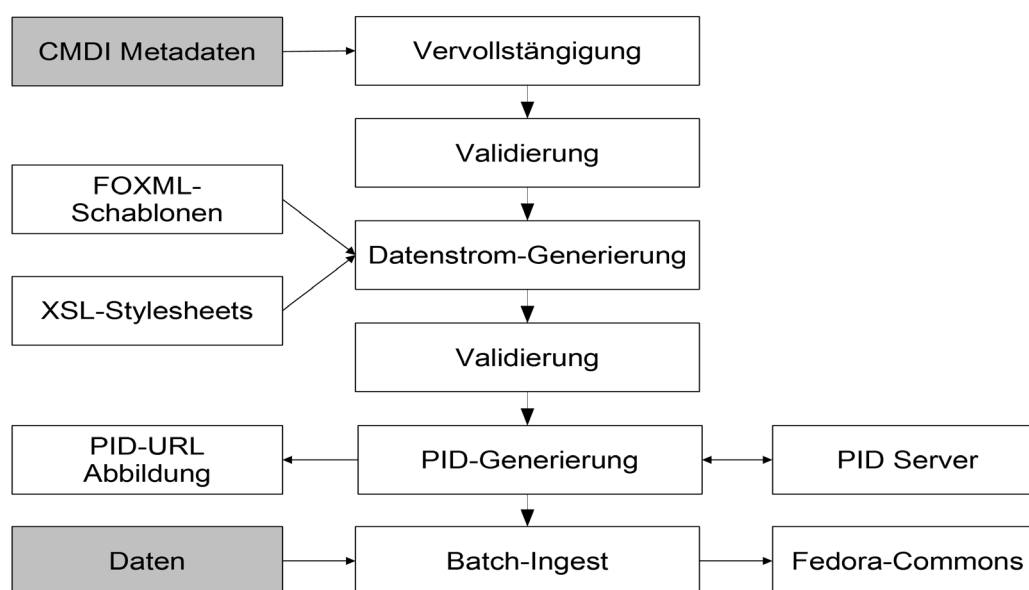 CMDI Metadaten
Vervollstängigung
Validierung
FOXML-
Schablonen
Datenstrom-Generierung
XSL-Stylesheets
Validierung
PID-URL
Abbildung
PID-Generierung
PID Server
Daten
Batch-Ingest
Fedora-Commons